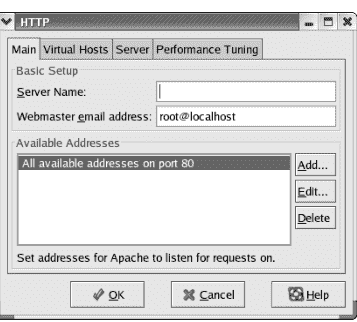 HTTP
Main Virtual Hosts Server Performance Tuning
Basic Setup
Server Name:
Webmaster email address: root@localhost
Available Addresses
All available addresses on port 80
Add...
Edit...
Delete
Set addresses for Apache to listen for requests on.
OK Cancel Help